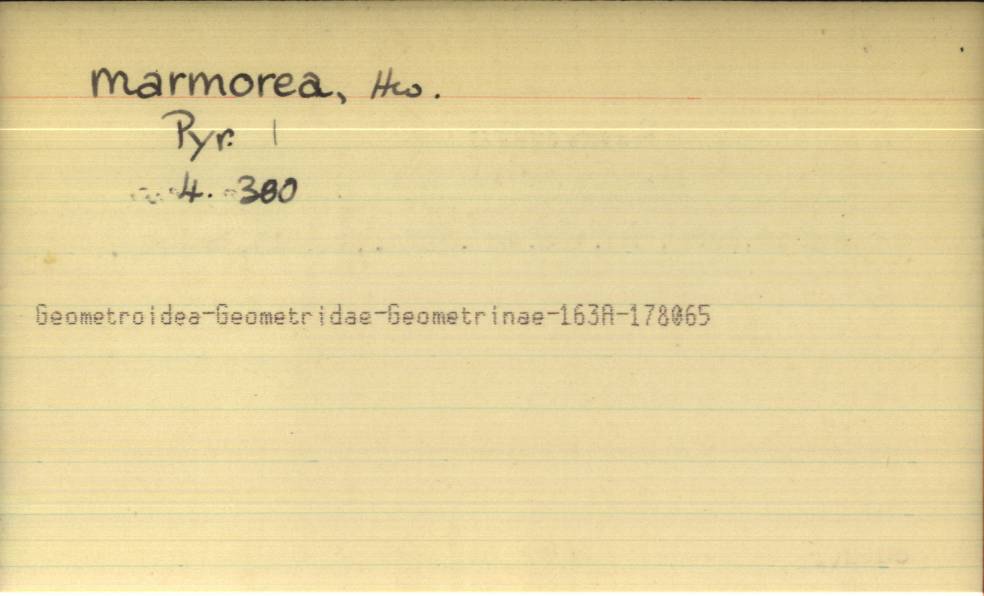 marmorea, Hw.
Pyr. 1
4. 380
Geometroidea-Geometridae-Geometrinae-163A-178065